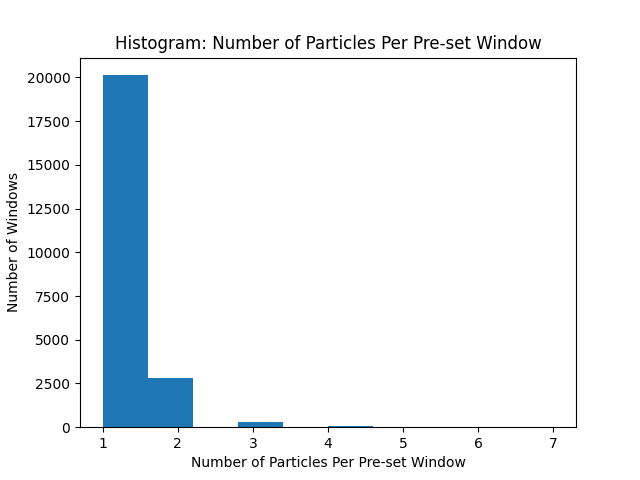 Histogram: Number of Particles Per Pre-set Window
Number of Windows
20000
17500
15000
12500
10000
7500
5000
2500
0
1 2 3 4 5 6 7
Number of Particles Per Pre-set Window